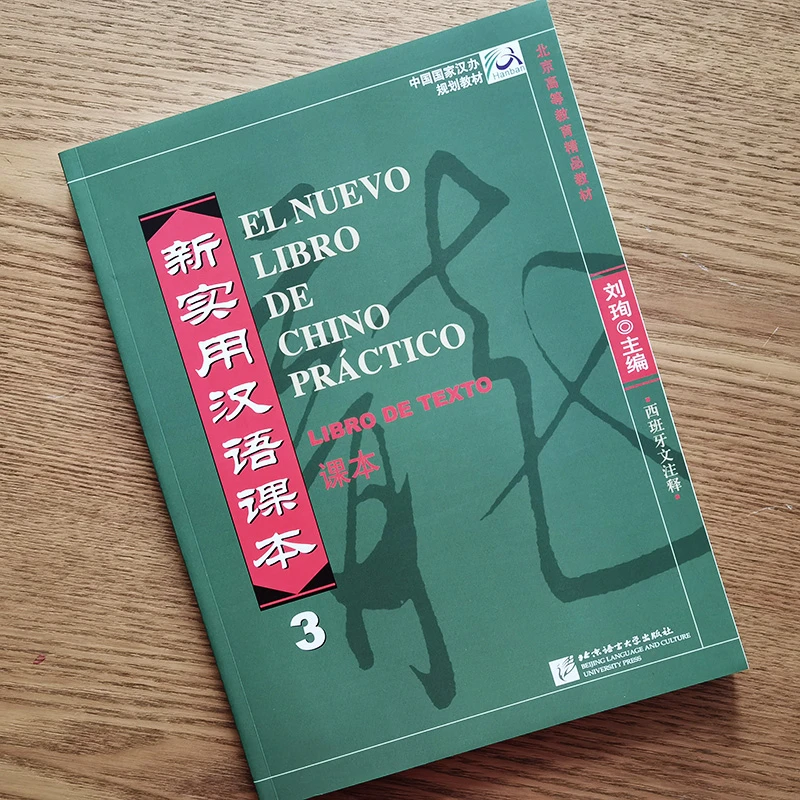 中国国家汉办
规划教材
Hanban
北京高等教育精品教材
新实用汉语课本
EL NUEVO
LIBRO
DE
CHINO
PRÁCTICO
LIBRO DE TEXTO
课本
3
刘珣◎主编
西班牙文注释
北京语言大学出版社
BEIJING LANGUAGE AND CULTURE
UNIVERSITY PRESS